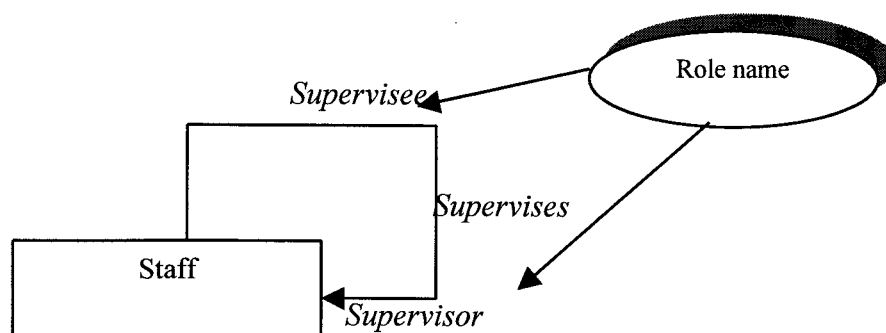 Role name
Supervisee
Supervises
Staff
Supervisor